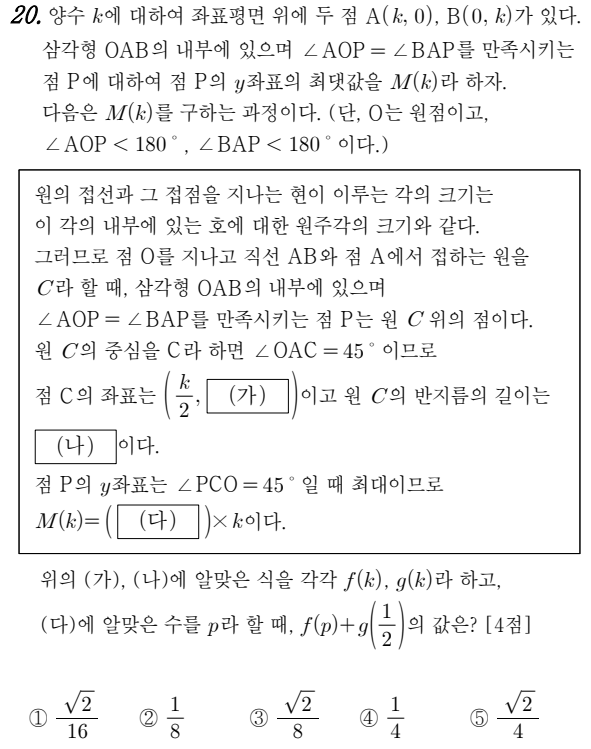 20. 양수 k에 대하여 좌표평면 위에 두 점 A(k, 0), B(0, k)가 있다.
삼각형 OAB의 내부에 있으며 ∠AOP = ∠BAP를 만족시키는
점 P에 대하여 점 P의 y좌표의 최댓값을 M(k)라 하자.
다음은 M(k)를 구하는 과정이다. (단, O는 원점이고,
∠AOP < 180°, ∠BAP < 180°이다.)
원의 접선과 그 접점을 지나는 현이 이루는 각의 크기는
이 각의 내부에 있는 호에 대한 원주각의 크기와 같다.
그러므로 점 O를 지나고 직선 AB와 점 A에서 접하는 원을
C라 할 때, 삼각형 OAB의 내부에 있으며
∠AOP = ∠BAP를 만족시키는 점 P는 원 C 위의 점이다.
원 C의 중심을 C라 하면 ∠OAC = 45°이므로
점 C의 좌표는 (k/2, (가))이고 원 C의 반지름의 길이는
(나) 이다.
점 P의 y좌표는 ∠PCO = 45°일 때 최대이므로
M(k) = ( (다) ) × k이다.
위의 (가), (나)에 알맞은 식을 각각 f(k), g(k)라 하고,
(다)에 알맞은 수를 p라 할 때, f(p)+g(1/2)의 값은? [4점]
① √2/16 ② 1/8 ③ √2/8 ④ 1/4 ⑤ √2/4